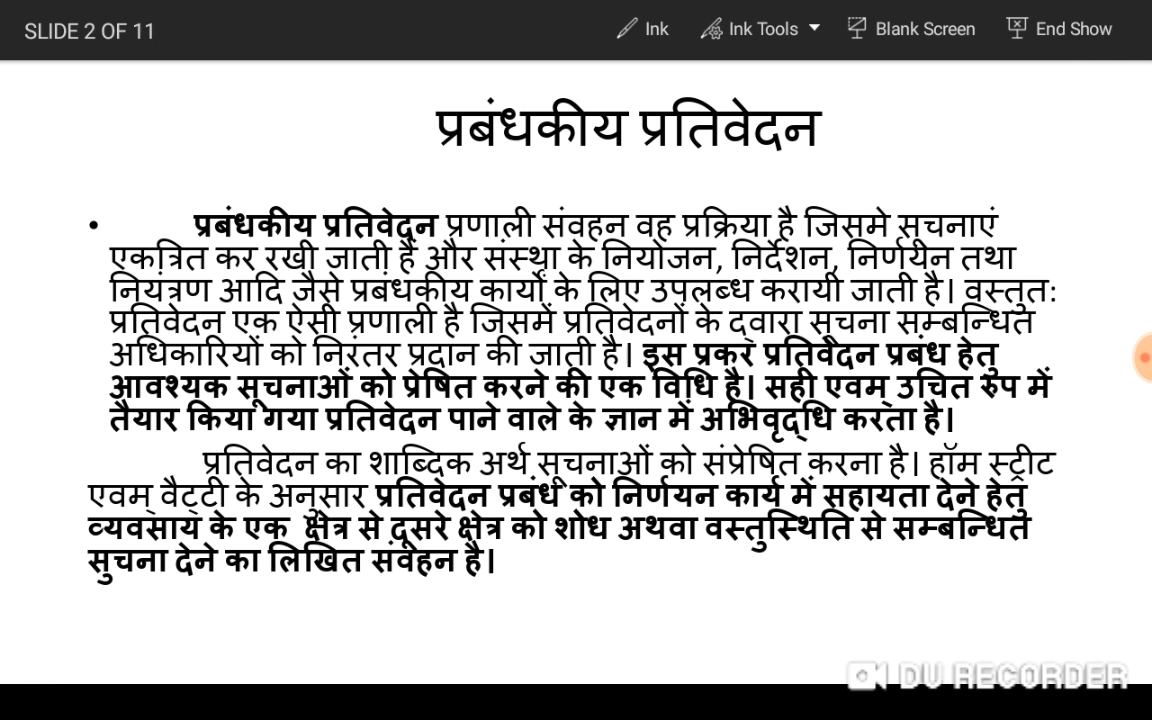 SLIDE 2 OF 11
Ink
Ink Tools
Blank Screen
End Show
प्रबंधकीय प्रतिवेदन
• प्रबंधकीय प्रतिवेदन प्रणाली संवहन वह प्रक्रिया है जिसमे सूचनाएं
एकत्रित कर रखी जाती हैं और संस्था के नियोजन, निर्देशन, निर्णयन तथा
नियंत्रण आदि जैसे प्रबंधकीय कार्यों के लिए उपलब्ध करायी जाती है। वस्तुत:
प्रतिवेदन एक ऐसी प्रणाली है जिसमें प्रतिवेदनों के द्वारा सूचना सम्बन्धित
अधिकारियों को निरंतर प्रदान की जाती है। इस प्रकर प्रतिवेदन प्रबंध हेतु
आवश्यक सूचनाओं को प्रेषित करने की एक विधि है। सही एवम् उचित रुप में
तैयार किया गया प्रतिवेदन पाने वाले के ज्ञान में अभिवृद्धि करता है।
प्रतिवेदन का शाब्दिक अर्थ सूचनाओं को संप्रेषित करना है। हॉम स्ट्रीट
एवम् वैट्टी के अनुसार प्रतिवेदन प्रबंध को निर्णयन कार्य में सहायता देने हेतु
व्यवसाय के एक क्षेत्र से दूसरे क्षेत्र को शोध अथवा वस्तुस्थिति से सम्बन्धित
सुचना देने का लिखित संवहन है।
DU RECORDER